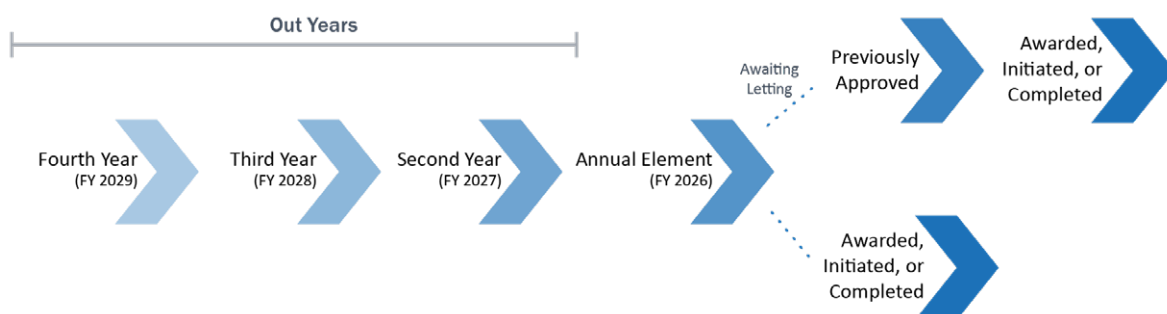 Out Years
Fourth Year
(FY 2029)
Third Year
(FY 2028)
Second Year
(FY 2027)
Annual Element
(FY 2026)
Awaiting
Letting
Previously
Approved
Awarded,
Initiated, or
Completed
Awarded,
Initiated, or
Completed